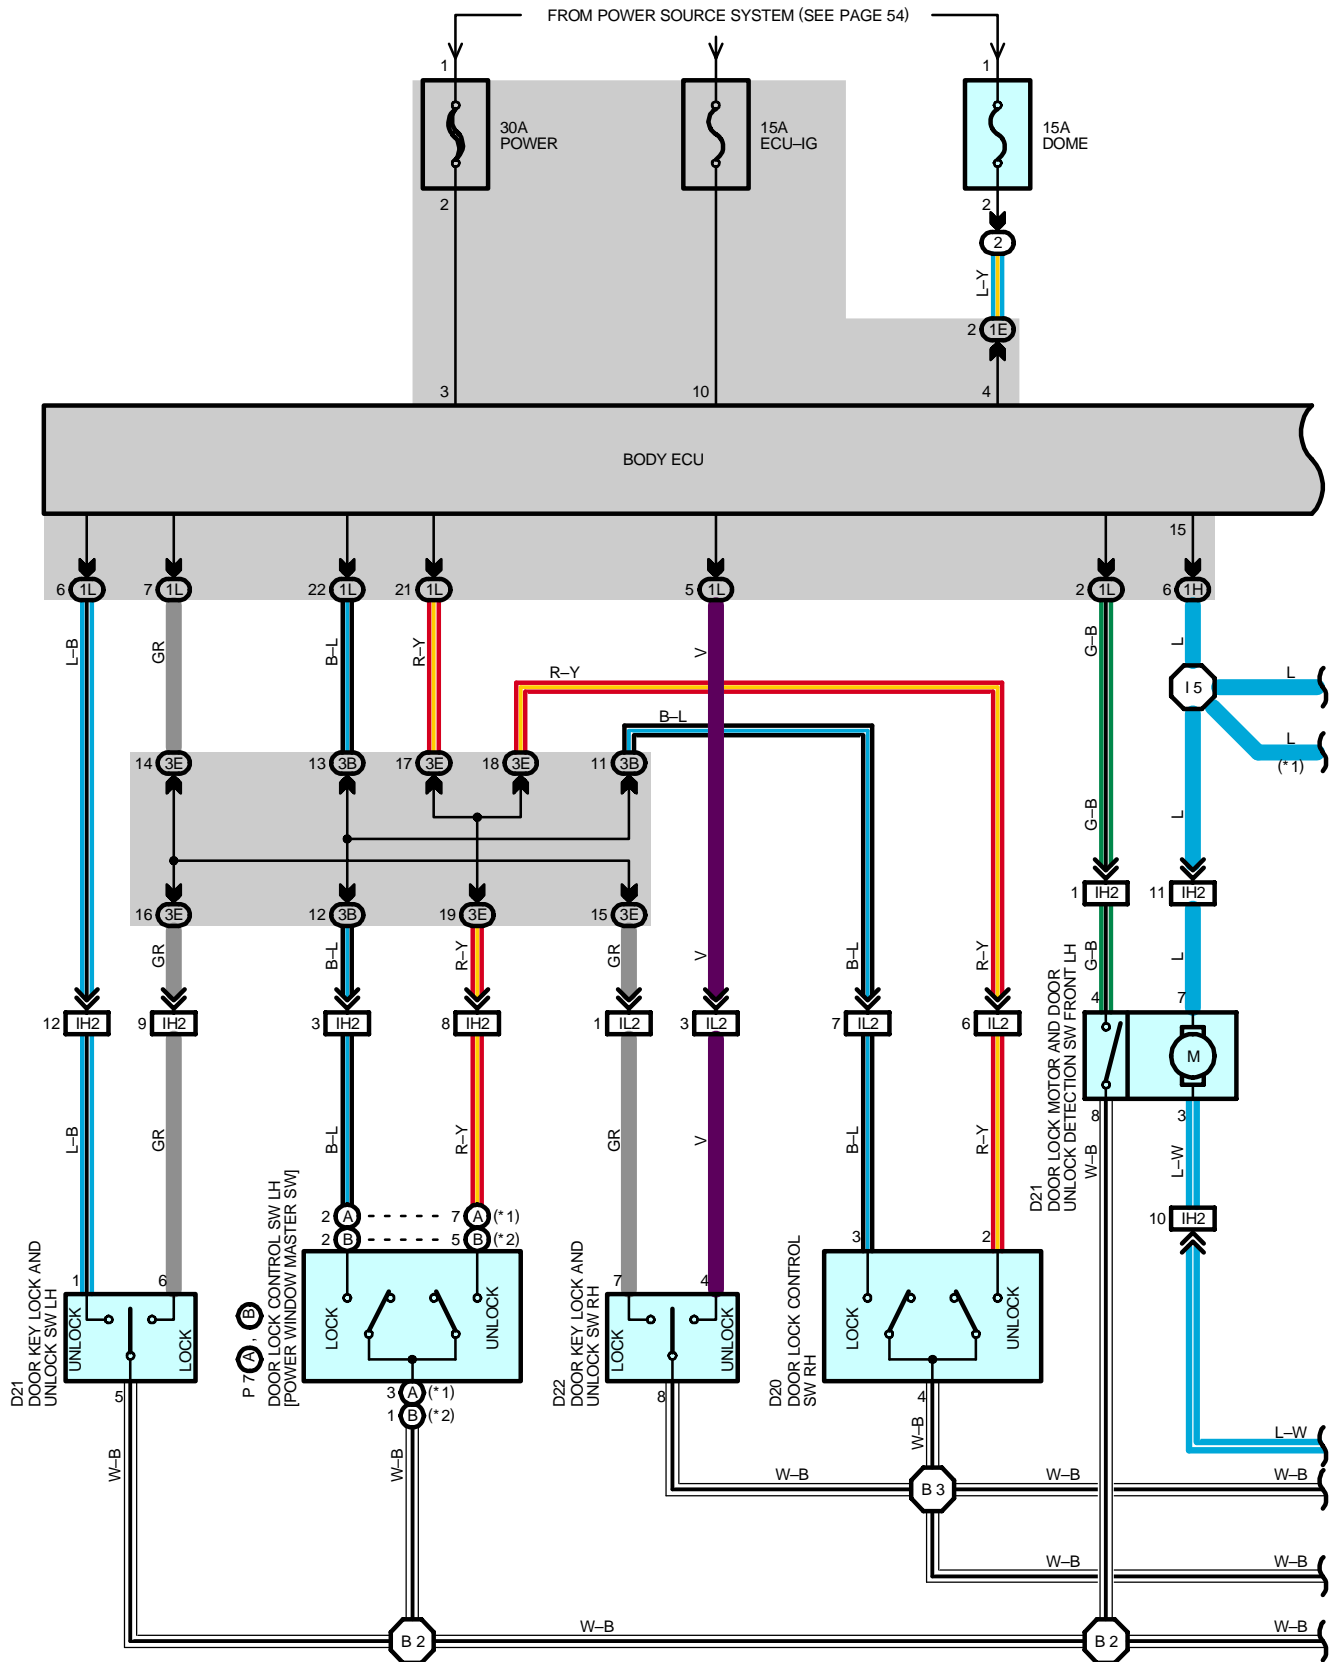 FROM POWER SOURCE SYSTEM (SEE PAGE 54)
1
1
30A
POWER
15A
ECU–IG
15A
DOME
2
2
2
L–Y
2 1E
3
10
4
BODY ECU
15
6 1L
7 1L
22 1L
21 1L
5 1L
2 1L
6 1H
L–B
GR
B–L
R–Y
V
G–B
L
R–Y
I 5
L
B–L
L
(*1)
14 3E
13 3B
17 3E
18 3E
11 3B
G–B
L
1 IH2
11 IH2
16 3E
12 3B
19 3E
15 3E
GR
B–L
R–Y
GR
V
B–L
R–Y
G–B
L
4
7
12 IH2
9 IH2
3 IH2
8 IH2
1 IL2
3 IL2
7 IL2
6 IL2
M
D21
DOOR LOCK MOTOR AND DOOR
UNLOCK DETECTION SW FRONT LH
8
3
L–B
GR
B–L
R–Y
GR
V
B–L
R–Y
W–B
L–W
2 A
7 A (*1)
2 B
5 B (*2)
10 IH2
3
2
1
6
7
4
D21
DOOR KEY LOCK AND
UNLOCK SW LH
UNLOCK
LOCK
P 7 A , B
DOOR LOCK CONTROL SW LH
[POWER WINDOW MASTER SW]
LOCK
UNLOCK
D22
DOOR KEY LOCK AND
UNLOCK SW RH
LOCK
UNLOCK
D20
DOOR LOCK CONTROL
SW RH
LOCK
UNLOCK
5
3 A (*1)
1 B (*2)
8
4
W–B
W–B
W–B
L–W
W–B
W–B
W–B
B 3
W–B
W–B
W–B
W–B
B 2
B 2